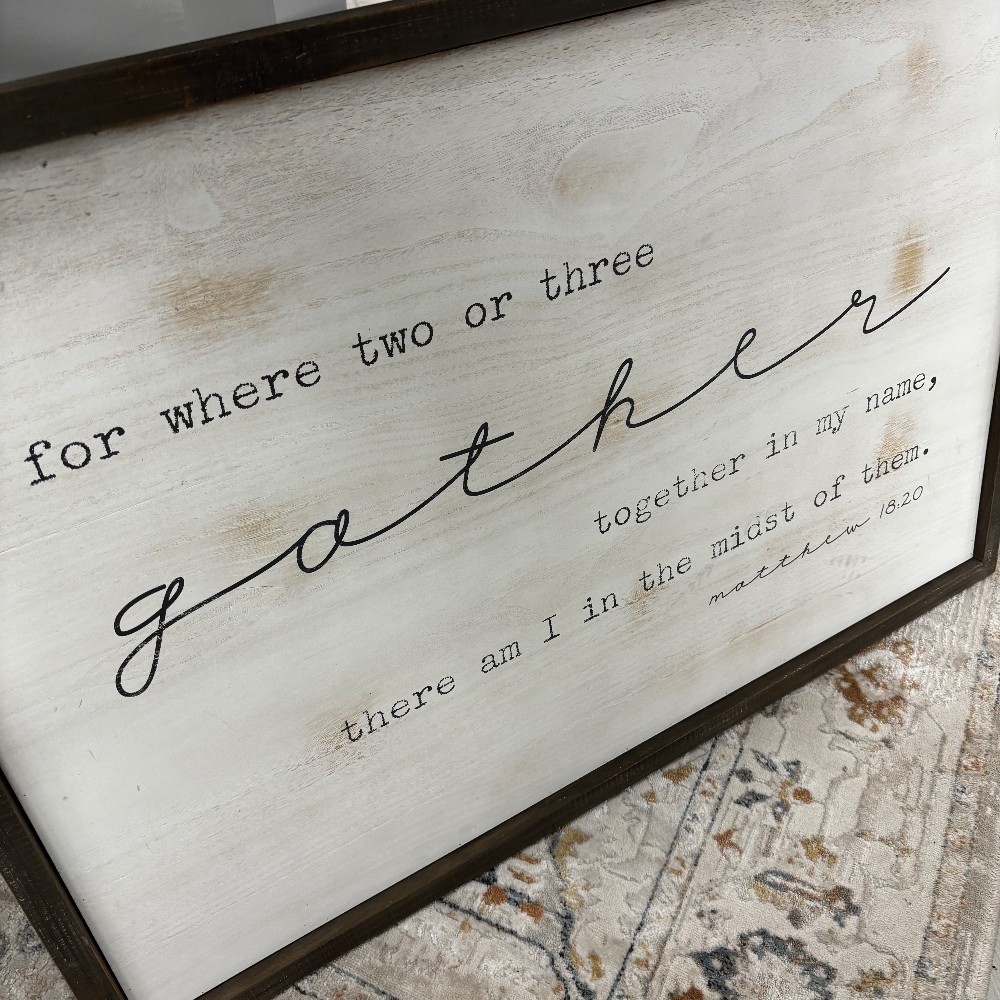 for where two or three
gather
together in my name,
there am I in the midst of them.
matthew 18:20